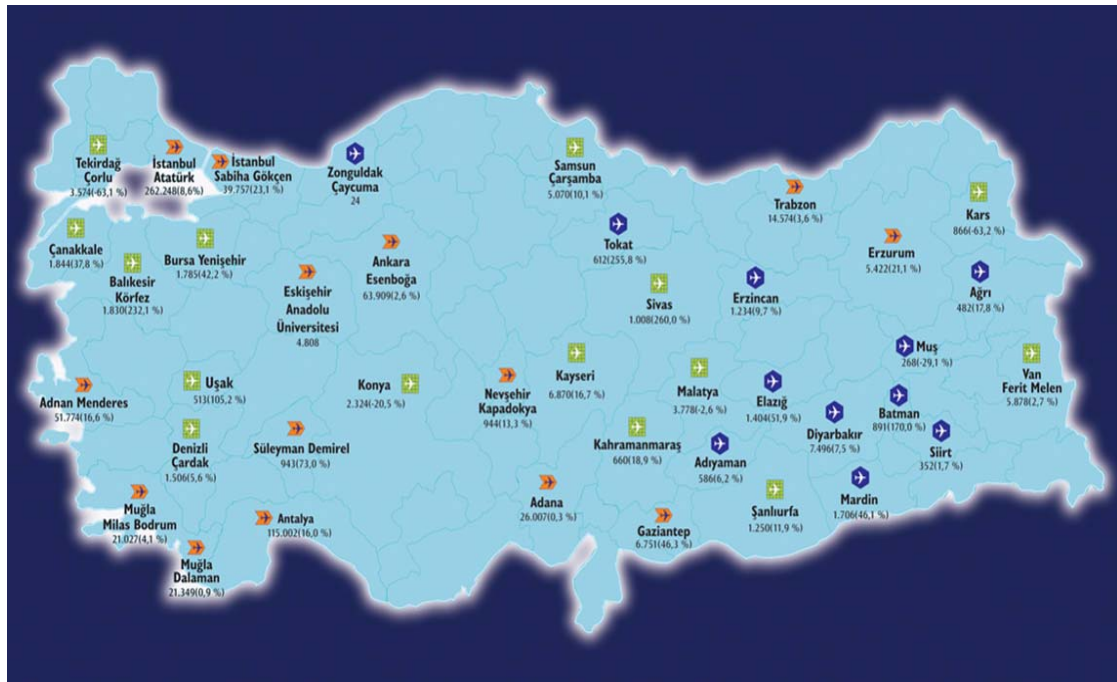 Tekirdağ
Çorlu
3.574(-63,1 %)
İstanbul
Atatürk
262.248(8,6%)
İstanbul
Sabiha Gökçen
39.757(23,1 %)
Zonguldak
Çaycuma
24
Samsun
Çarşamba
5.070(10,1 %)
Trabzon
14.574(3,6 %)
Kars
866(-63,2 %)
Çanakkale
1.844(37,8 %)
Balıkesir
Körfez
1.830(232,1 %)
Bursa Yenişehir
1.785(42,2 %)
Eskişehir
Anadolu
Üniversitesi
4.808
Ankara
Esenboğa
63.909(2,6 %)
Tokat
612(255,8 %)
Sivas
1.008(260,0 %)
Erzincan
1.234(9,7 %)
Erzurum
5.422(21,1 %)
Ağrı
482(17,8 %)
Adnan Menderes
51.774(16,6 %)
Uşak
513(105,2 %)
Konya
2.324(-20,5 %)
Nevşehir
Kapadokya
944(13,3 %)
Kayseri
6.870(16,7 %)
Malatya
3.778(-2,6 %)
Elazığ
1.404(51,9 %)
Muş
268(-29,1 %)
Van
Ferit Melen
5.878(2,7 %)
Denizli
Çardak
1.506(5,6 %)
Süleyman Demirel
943(73,0 %)
Kahramanmaraş
660(18,9 %)
Adıyaman
586(6,2 %)
Diyarbakır
7.496(7,5 %)
Batman
891(170,0 %)
Siirt
352(1,7 %)
Muğla
Milas Bodrum
21.027(4,1 %)
Muğla
Dalaman
21.349(0,9 %)
Antalya
115.002(16,0 %)
Adana
26.007(0,3 %)
Gaziantep
6.751(46,3 %)
Şanlıurfa
1.250(11,9 %)
Mardin
1.706(46,1 %)